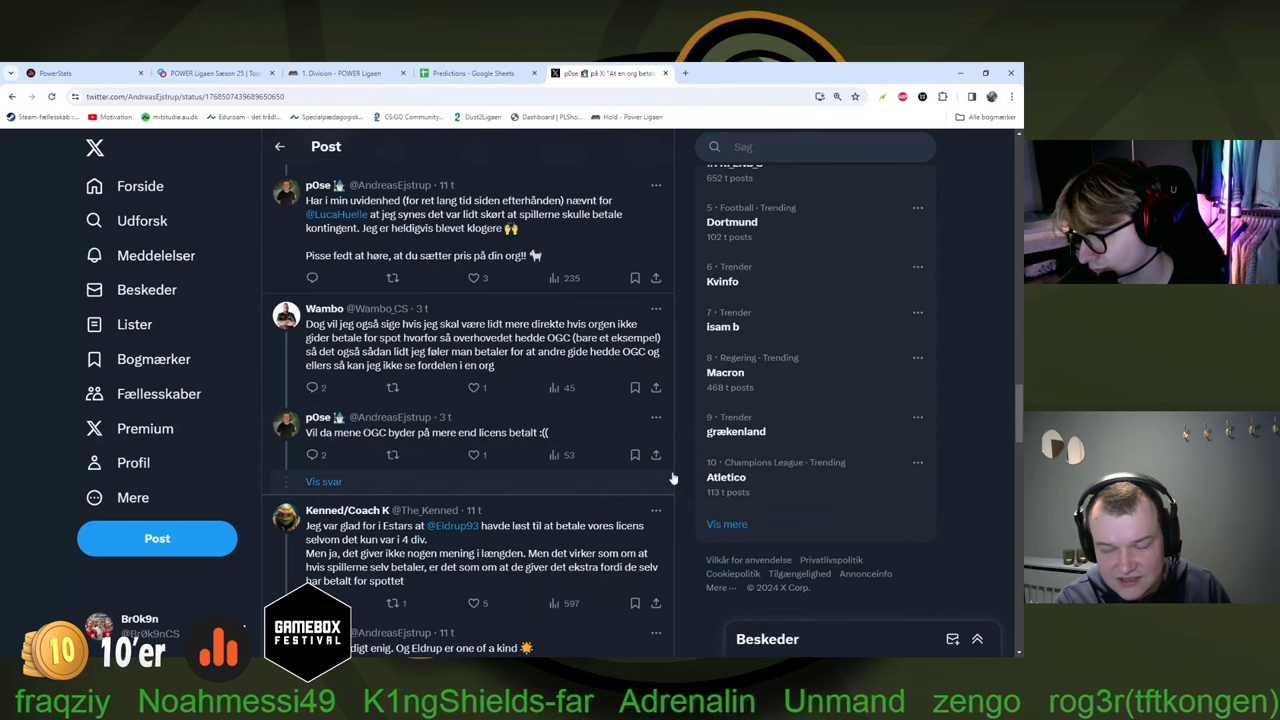 PowerStats
POWER Ligaen Sæson 25 | Too
1. Division - POWER Ligaen
Predictions - Google Sheets
p0se på X: "At en org betale
twitter.com/AndreasEjstrup/status/1768507439689650650
Steam-fællesskab ::...
Motivation
mitstudie.au.dk
Eduroam - det trådl...
Specialpædagogisk...
CS:GO Community...
Dust2Ligaen
Dashboard | PLSho...
Hold - Power Ligaen
Alle bogmærker
Forside
Udforsk
Meddelelser
Beskeder
Lister
Bogmærker
Fællesskaber
Premium
Profil
Mere
Post
Br0k9n
@Br0k9nCS
Post
p0se @AndreasEjstrup · 11 t
Har i min uvidenhed (for ret lang tid siden efterhånden) nævnt for
@LucaHuelle at jeg synes det var lidt skørt at spillerne skulle betale
kontingent. Jeg er heldigvis blevet klogere 🙌
Pisse fedt at høre, at du sætter pris på din org!! 🐐
3
235
Wambo @Wambo_CS · 3 t
Dog vil jeg også sige hvis jeg skal være lidt mere direkte hvis orgen ikke
gider betale for spot hvorfor så overhovedet hedde OGC (bare et eksempel)
så det også sådan lidt jeg føler man betaler for at andre gide hedde OGC og
ellers så kan jeg ikke se fordelen i en org
2
1
45
p0se @AndreasEjstrup · 3 t
Vil da mene OGC byder på mere end licens betalt :((
2
1
53
Vis svar
Kenned/Coach K @The_Kenned · 11 t
Jeg var glad for i Estars at @Eldrup93 havde løst til at betale vores licens
selvom det kun var i 4 div.
Men ja, det giver ikke nogen mening i længden. Men det virker som om at
hvis spillerne selv betaler, er det som om at de giver det ekstra fordi de selv
har betalt for spottet
1
5
597
@AndreasEjstrup · 11 t
digt enig. Og Eldrup er one of a kind ☀️
Søg
652 t posts
5 · Football · Trending
Dortmund
102 t posts
6 · Trender
Kvinfo
7 · Trender
isam b
8 · Regering · Trending
Macron
468 t posts
9 · Trender
grækenland
10 · Champions League · Trending
Atletico
113 t posts
Vis mere
Vilkår for anvendelse Privatlivspolitik
Cookiepolitik Tilgængelighed Annonceinfo
Mere ··· © 2024 X Corp.
Beskeder
10
10'er
GAMEBOX
FESTIVAL
fraqziy Noahmessi49 K1ngShields-far Adrenalin Unmand zengo rog3r(tftkongen)